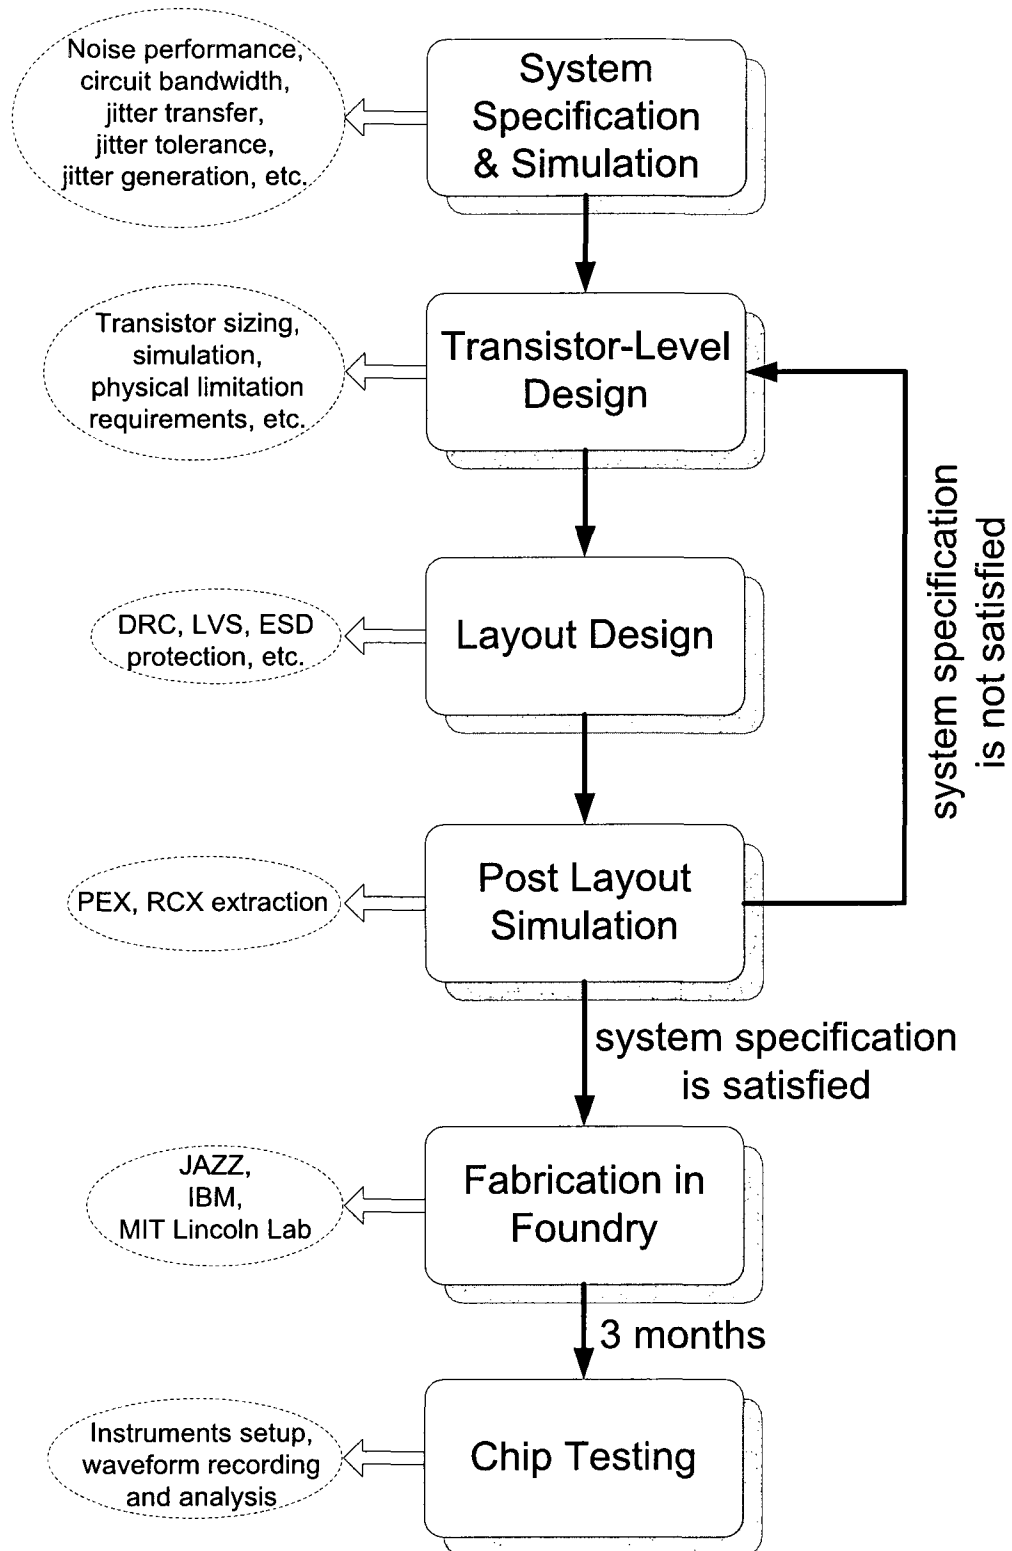 Noise performance,
circuit bandwidth,
jitter transfer,
jitter tolerance,
jitter generation, etc.
System
Specification
& Simulation
Transistor sizing,
simulation,
physical limitation
requirements, etc.
Transistor-Level
Design
DRC, LVS, ESD
protection, etc.
Layout Design
system specification
is not satisfied
PEX, RCX extraction
Post Layout
Simulation
system specification
is satisfied
JAZZ,
IBM,
MIT Lincoln Lab
Fabrication in
Foundry
3 months
Instruments setup,
waveform recording
and analysis
Chip Testing